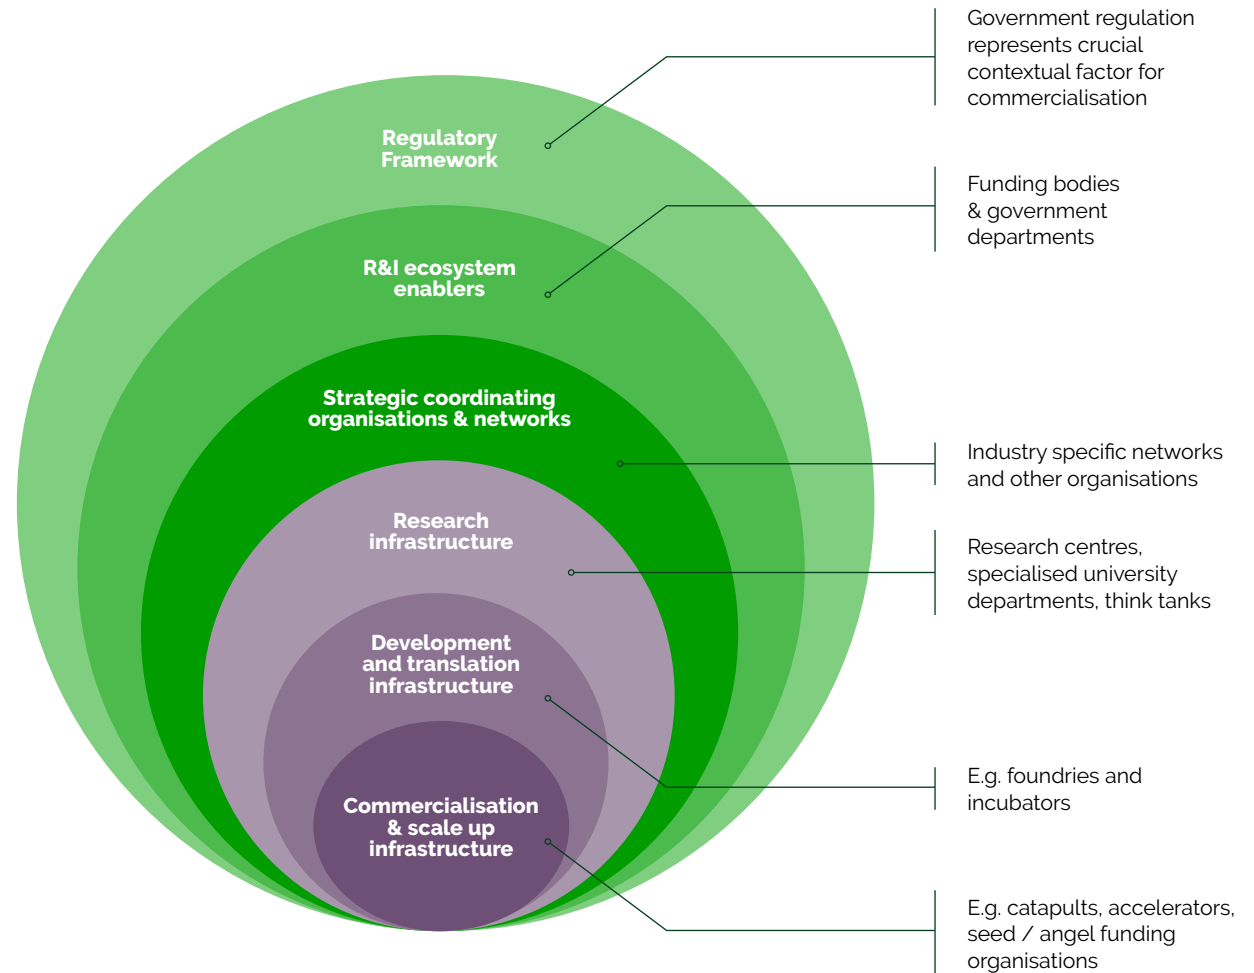 Government regulation
represents crucial
contextual factor for
commercialisation
Regulatory
Framework
Funding bodies
& government
departments
R&I ecosystem
enablers
Strategic coordinating
organisations & networks
Industry specific networks
and other organisations
Research
infrastructure
Research centres,
specialised university
departments, think tanks
Development
and translation
infrastructure
E.g. foundries and
incubators
Commercialisation
& scale up
infrastructure
E.g. catapults, accelerators,
seed / angel funding
organisations